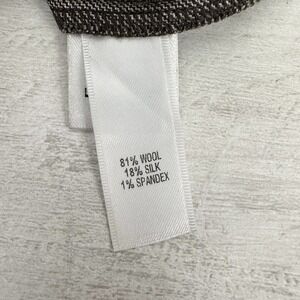 81% WOOL
18% SILK
1% SPANDEX